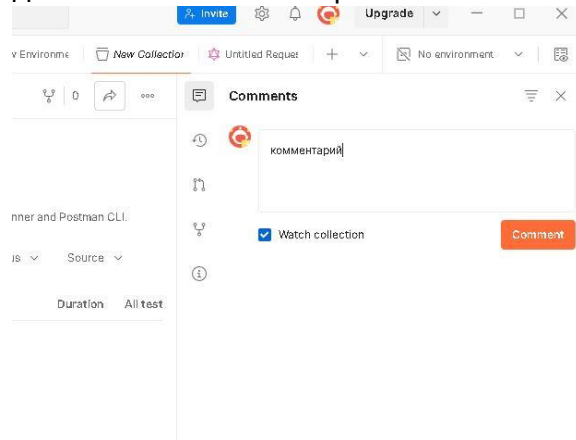 Invite Upgrade
New Collection Untitled Reques No environment
0 Comments
комментарий
nner and Postman CLI.
Watch collection Comment
Source
Duration All test